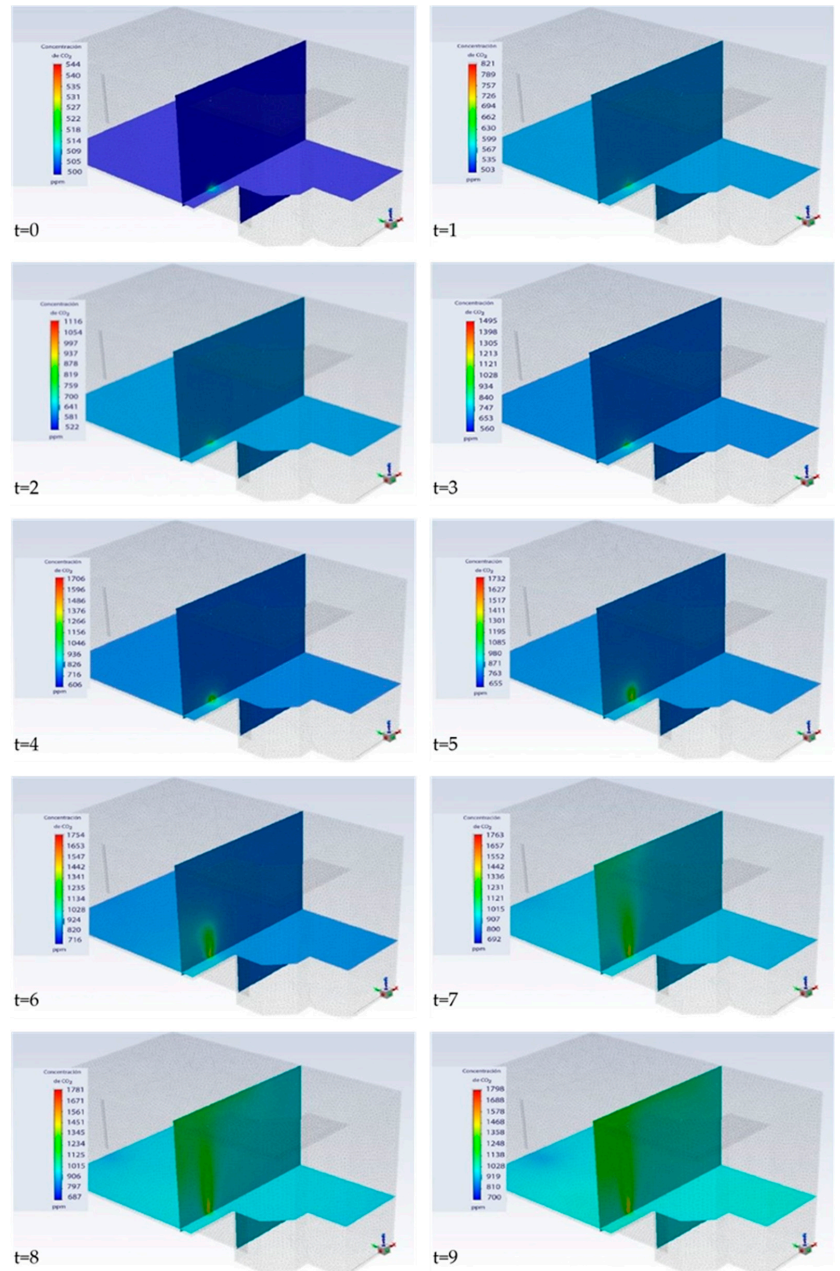 Concentración
de CO₂
544
540
535
531
527
522
518
514
509
505
500
ppm
t=0
Concentración
de CO₂
821
789
757
726
694
662
630
599
567
535
503
ppm
t=1
Concentración
de CO₂
1116
1054
997
937
878
819
759
700
641
581
522
ppm
t=2
Concentración
de CO₂
1495
1398
1305
1213
1121
1028
934
840
747
653
560
ppm
t=3
Concentración
de CO₂
1706
1596
1486
1376
1266
1156
1046
936
826
716
606
ppm
t=4
Concentración
de CO₂
1732
1627
1517
1411
1301
1195
1085
980
871
763
655
ppm
t=5
Concentración
de CO₂
1754
1653
1547
1442
1341
1235
1134
1028
924
820
716
ppm
t=6
Concentración
de CO₂
1763
1657
1552
1442
1336
1231
1121
1015
907
800
692
ppm
t=7
Concentración
de CO₂
1781
1671
1561
1451
1345
1234
1125
1015
906
797
687
ppm
t=8
Concentración
de CO₂
1798
1688
1578
1468
1358
1248
1138
1028
919
810
700
ppm
t=9